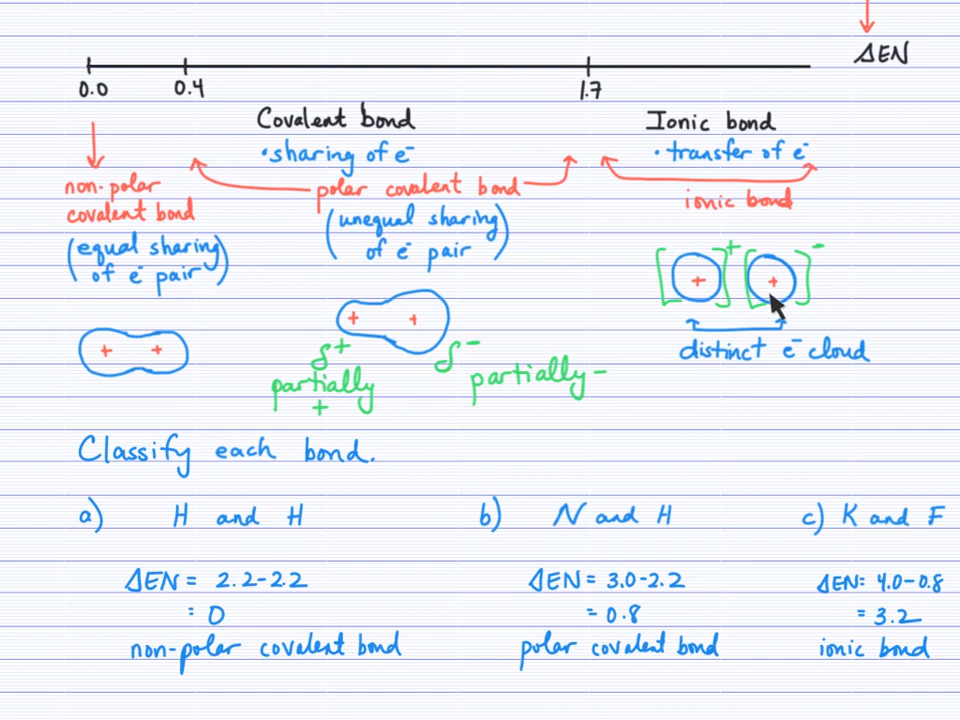 ΔEN
0.0 0.4 1.7
Covalent bond
• sharing of e⁻
Ionic bond
• transfer of e⁻
non-polar
covalent bond
(equal sharing
of e⁻ pair)
polar covalent bond
(unequal sharing
of e⁻ pair)
ionic bond
[+]⁺ [+]⁻
distinct e⁻ cloud
+ +
+ +
δ⁺
partially
+
δ⁻
partially -
Classify each bond.
a) H and H
ΔEN = 2.2-2.2
= 0
non-polar covalent bond
b) N and H
ΔEN = 3.0-2.2
= 0.8
polar covalent bond
c) K and F
ΔEN: 4.0-0.8
= 3.2
ionic bond